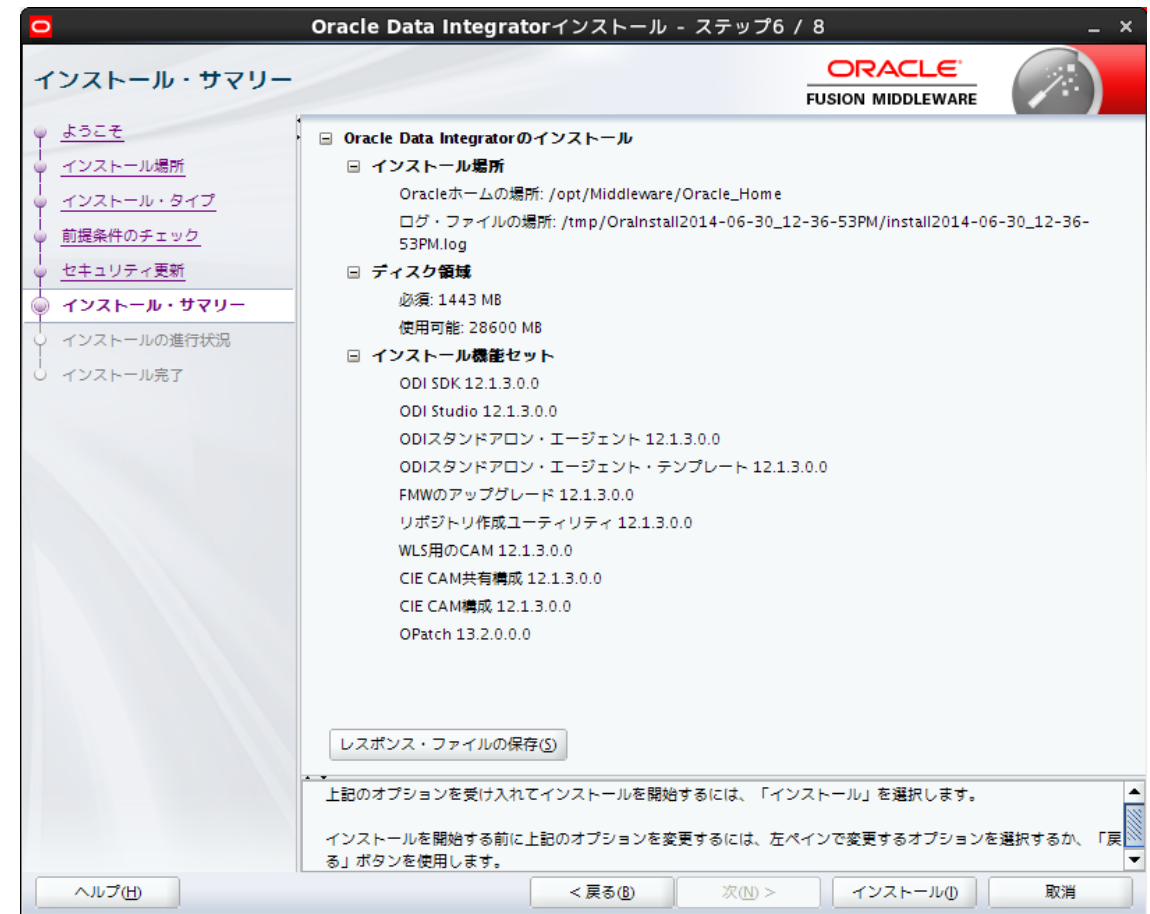 Oracle Data Integratorインストール - ステップ6 / 8
インストール・サマリー
ORACLE
FUSION MIDDLEWARE
ようこそ
インストール場所
インストール・タイプ
前提条件のチェック
セキュリティ更新
インストール・サマリー
インストールの進行状況
インストール完了
Oracle Data Integratorのインストール
インストール場所
Oracleホームの場所: /opt/Middleware/Oracle_Home
ログ・ファイルの場所: /tmp/OraInstall2014-06-30_12-36-53PM/install2014-06-30_12-36-
53PM.log
ディスク領域
必須: 1443 MB
使用可能: 28600 MB
インストール機能セット
ODI SDK 12.1.3.0.0
ODI Studio 12.1.3.0.0
ODIスタンドアロン・エージェント 12.1.3.0.0
ODIスタンドアロン・エージェント・テンプレート 12.1.3.0.0
FMWのアップグレード 12.1.3.0.0
リポジトリ作成ユーティリティ 12.1.3.0.0
WLS用のCAM 12.1.3.0.0
CIE CAM共有構成 12.1.3.0.0
CIE CAM構成 12.1.3.0.0
OPatch 13.2.0.0.0
レスポンス・ファイルの保存(S)
上記のオプションを受け入れてインストールを開始するには、「インストール」を選択します。
インストールを開始する前に上記のオプションを変更するには、左ペインで変更するオプションを選択するか、「戻
る」ボタンを使用します。
ヘルプ(H)
< 戻る(B)
次(N) >
インストール(I)
取消